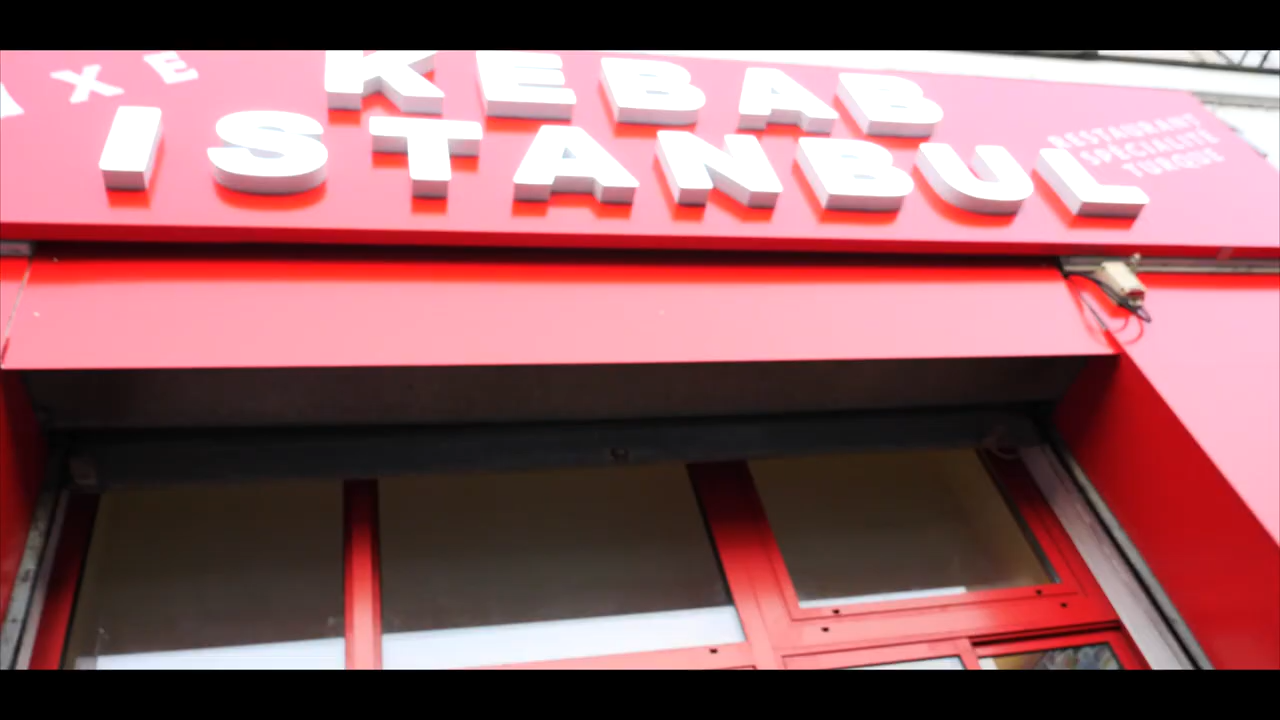 KEBAB
ISTANBUL
RESTAURANT
SPÉCIALITÉ
TURQUE